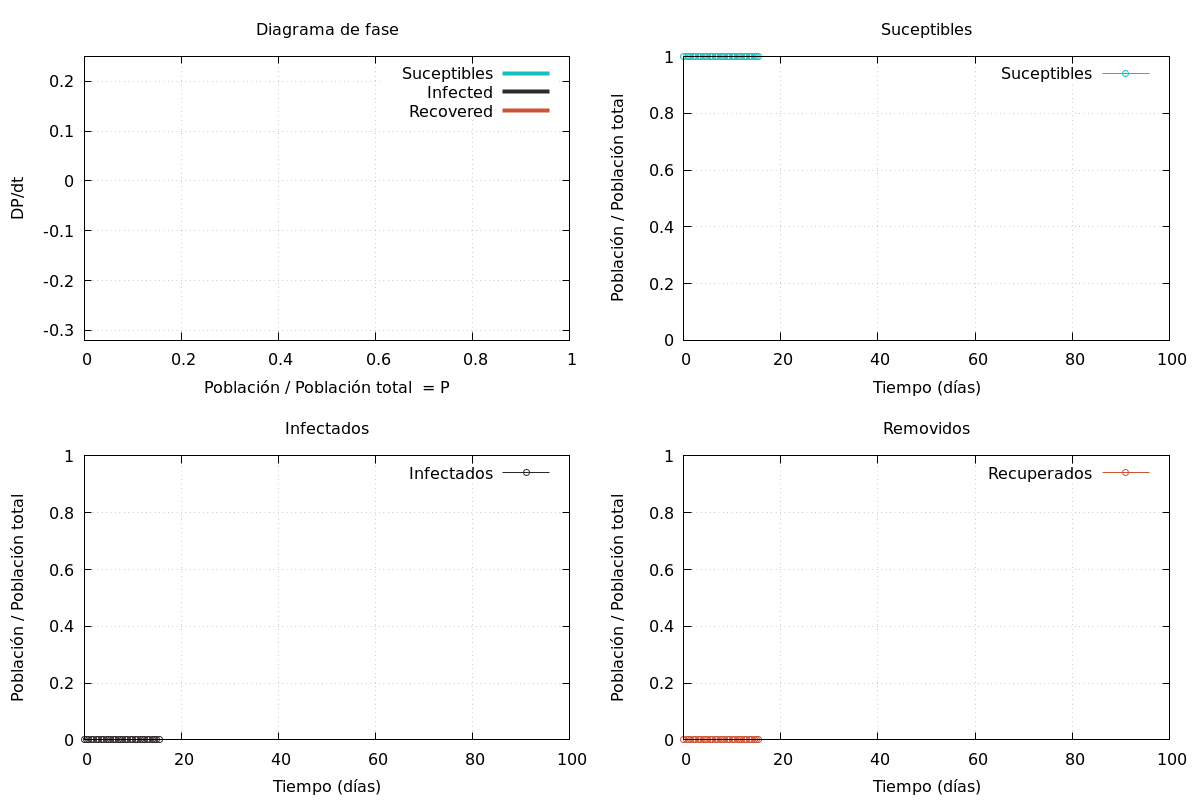 Diagrama de fase
Suceptibles
Infected
Recovered
0.2
0.1
0
-0.1
-0.2
-0.3
DP/dt
0 0.2 0.4 0.6 0.8 1
Población / Población total = P
Suceptibles
Suceptibles
1
0.8
0.6
0.4
0.2
0
Población / Población total
0 20 40 60 80 100
Tiempo (días)
Infectados
Infectados
1
0.8
0.6
0.4
0.2
0
Población / Población total
0 20 40 60 80 100
Tiempo (días)
Removidos
Recuperados
1
0.8
0.6
0.4
0.2
0
Población / Población total
0 20 40 60 80 100
Tiempo (días)